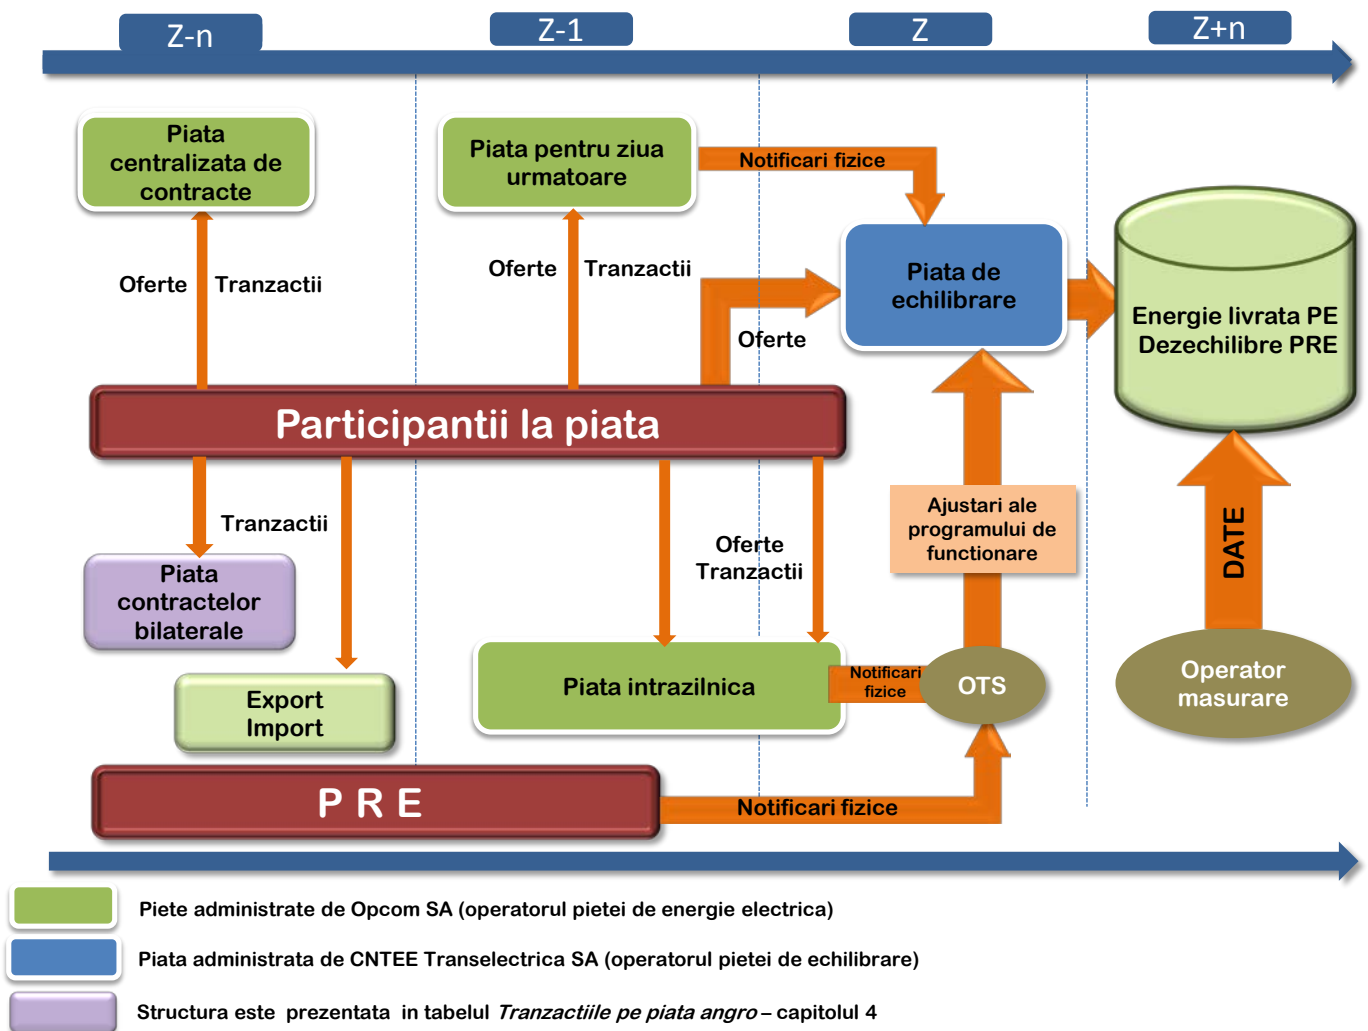 Z-n
Z-1
Z
Z+n
Piata
centralizata de
contracte
Piata pentru ziua
urmatoare
Notificari fizice
Oferte
Tranzactii
Oferte
Tranzactii
Piata de
echilibrare
Energie livrata PE
Dezechilibre PRE
Oferte
Participantii la piata
Tranzactii
Oferte
Tranzactii
Ajustari ale
programului de
functionare
DATE
Piata
contractelor
bilaterale
Export
Import
Piata intrazilnica
Notificari
fizice
OTS
Operator
masurare
P R E
Notificari fizice
Piete administrate de Opcom SA (operatorul pietei de energie electrica)
Piata administrata de CNTEE Transelectrica SA (operatorul pietei de echilibrare)
Structura este prezentata in tabelul Tranzactiile pe piata angro – capitolul 4